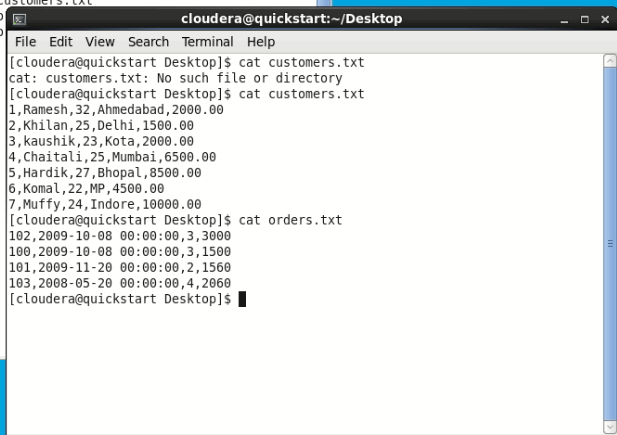 customers.txt
cloudera@quickstart:~/Desktop
File Edit View Search Terminal Help
[cloudera@quickstart Desktop]$ cat customers.txt
cat: customers.txt: No such file or directory
[cloudera@quickstart Desktop]$ cat customers.txt
1,Ramesh,32,Ahmedabad,2000.00
2,Khilan,25,Delhi,1500.00
3,kaushik,23,Kota,2000.00
4,Chaitali,25,Mumbai,6500.00
5,Hardik,27,Bhopal,8500.00
6,Komal,22,MP,4500.00
7,Muffy,24,Indore,10000.00
[cloudera@quickstart Desktop]$ cat orders.txt
102,2009-10-08 00:00:00,3,3000
100,2009-10-08 00:00:00,3,1500
101,2009-11-20 00:00:00,2,1560
103,2008-05-20 00:00:00,4,2060
[cloudera@quickstart Desktop]$